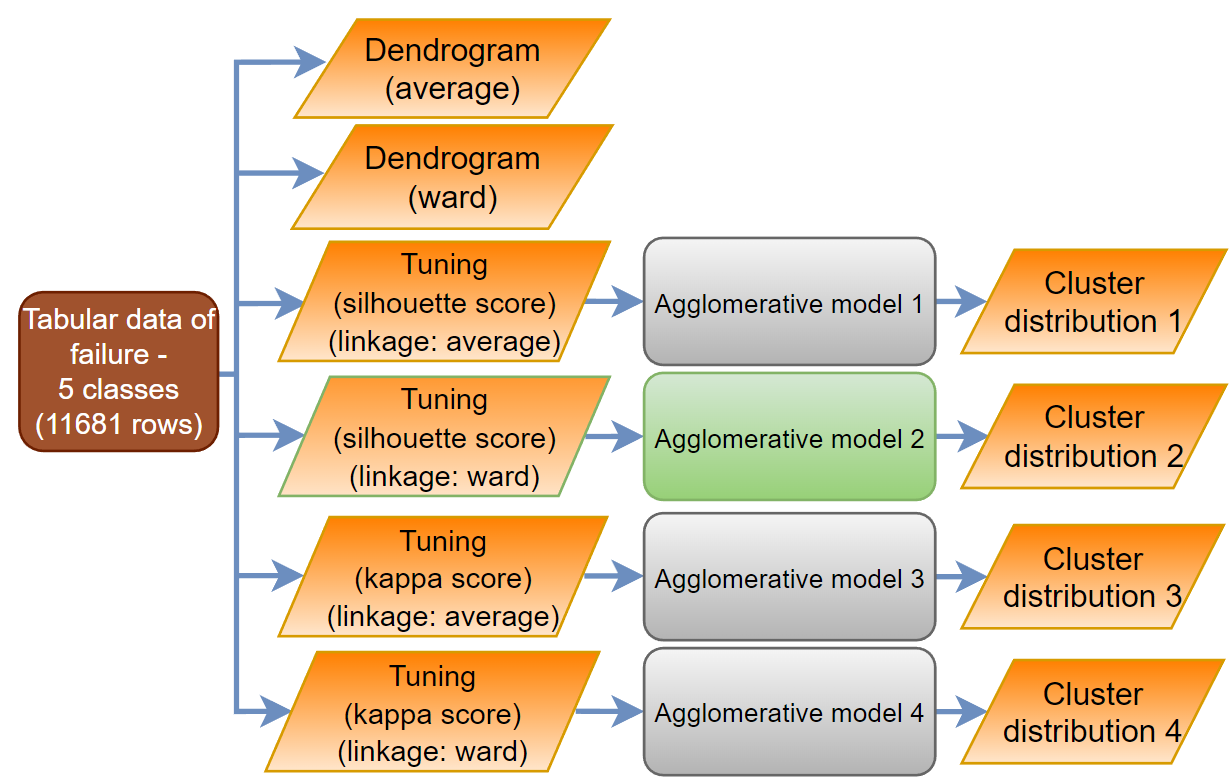 Dendrogram
(average)
Dendrogram
(ward)
Tabular data of
failure -
5 classes
(11681 rows)
Tuning
(silhouette score)
(linkage: average)
Agglomerative model 1
Cluster
distribution 1
Tuning
(silhouette score)
(linkage: ward)
Agglomerative model 2
Cluster
distribution 2
Tuning
(kappa score)
(linkage: average)
Agglomerative model 3
Cluster
distribution 3
Tuning
(kappa score)
(linkage: ward)
Agglomerative model 4
Cluster
distribution 4